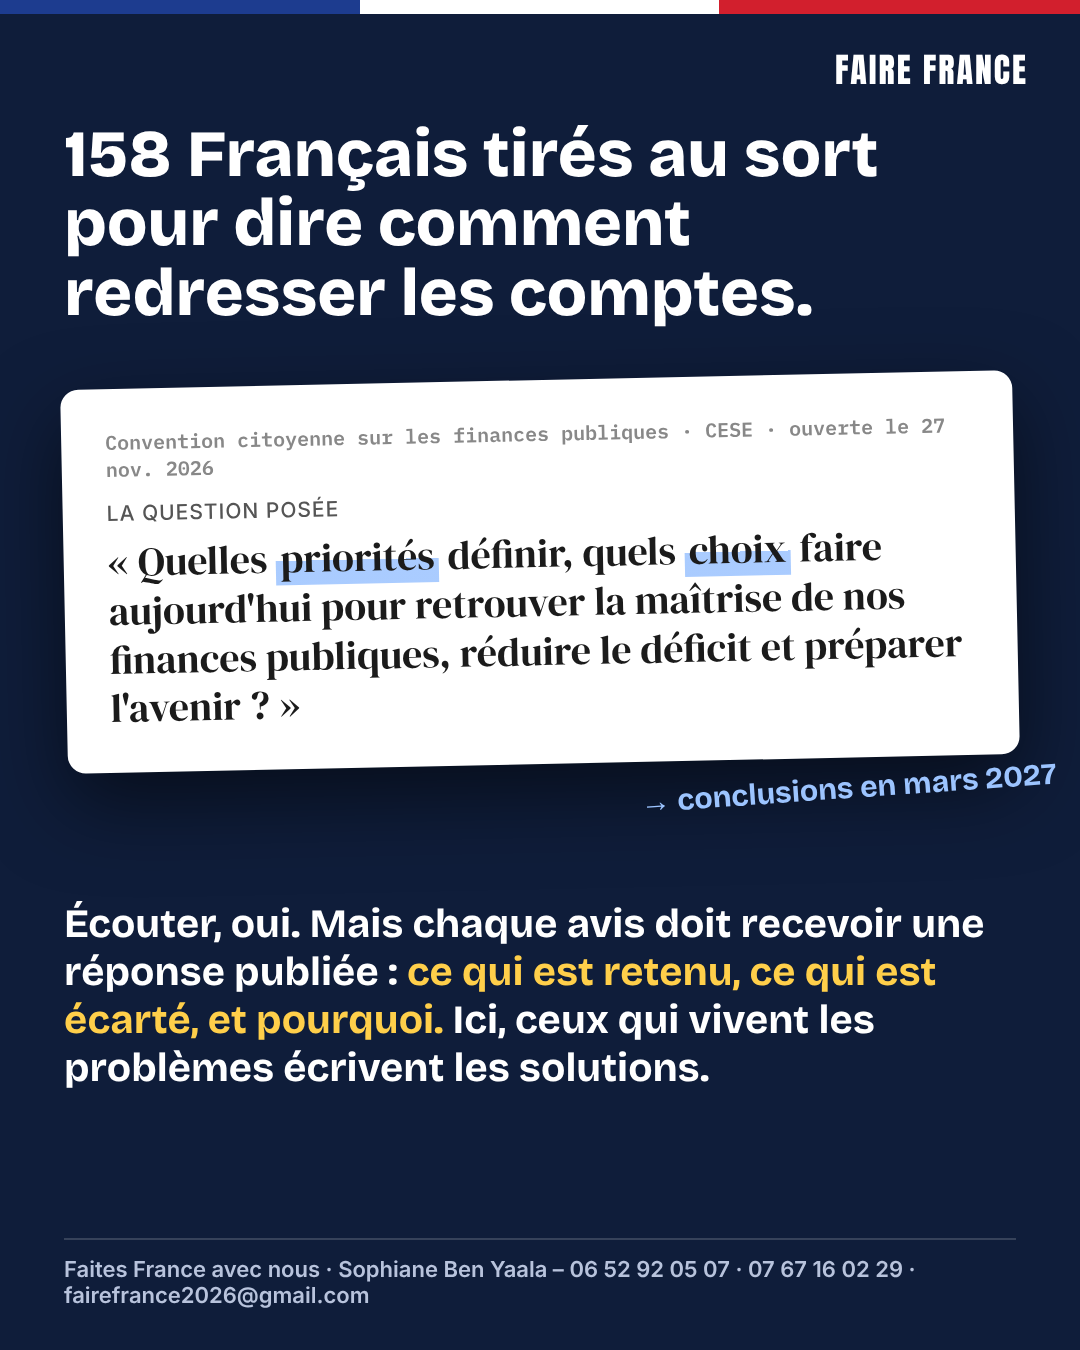 FAIRE FRANCE
158 Français tirés au sort
pour dire comment
redresser les comptes.
Convention citoyenne sur les finances publiques · CESE · ouverte le 27
nov. 2026
LA QUESTION POSÉE
« Quelles priorités définir, quels choix faire
aujourd'hui pour retrouver la maîtrise de nos
finances publiques, réduire le déficit et préparer
l'avenir ? »
→ conclusions en mars 2027
Écouter, oui. Mais chaque avis doit recevoir une
réponse publiée : ce qui est retenu, ce qui est
écarté, et pourquoi. Ici, ceux qui vivent les
problèmes écrivent les solutions.
Faites France avec nous · Sophiane Ben Yaala – 06 52 92 05 07 · 07 67 16 02 29 ·
fairefrance2026@gmail.com